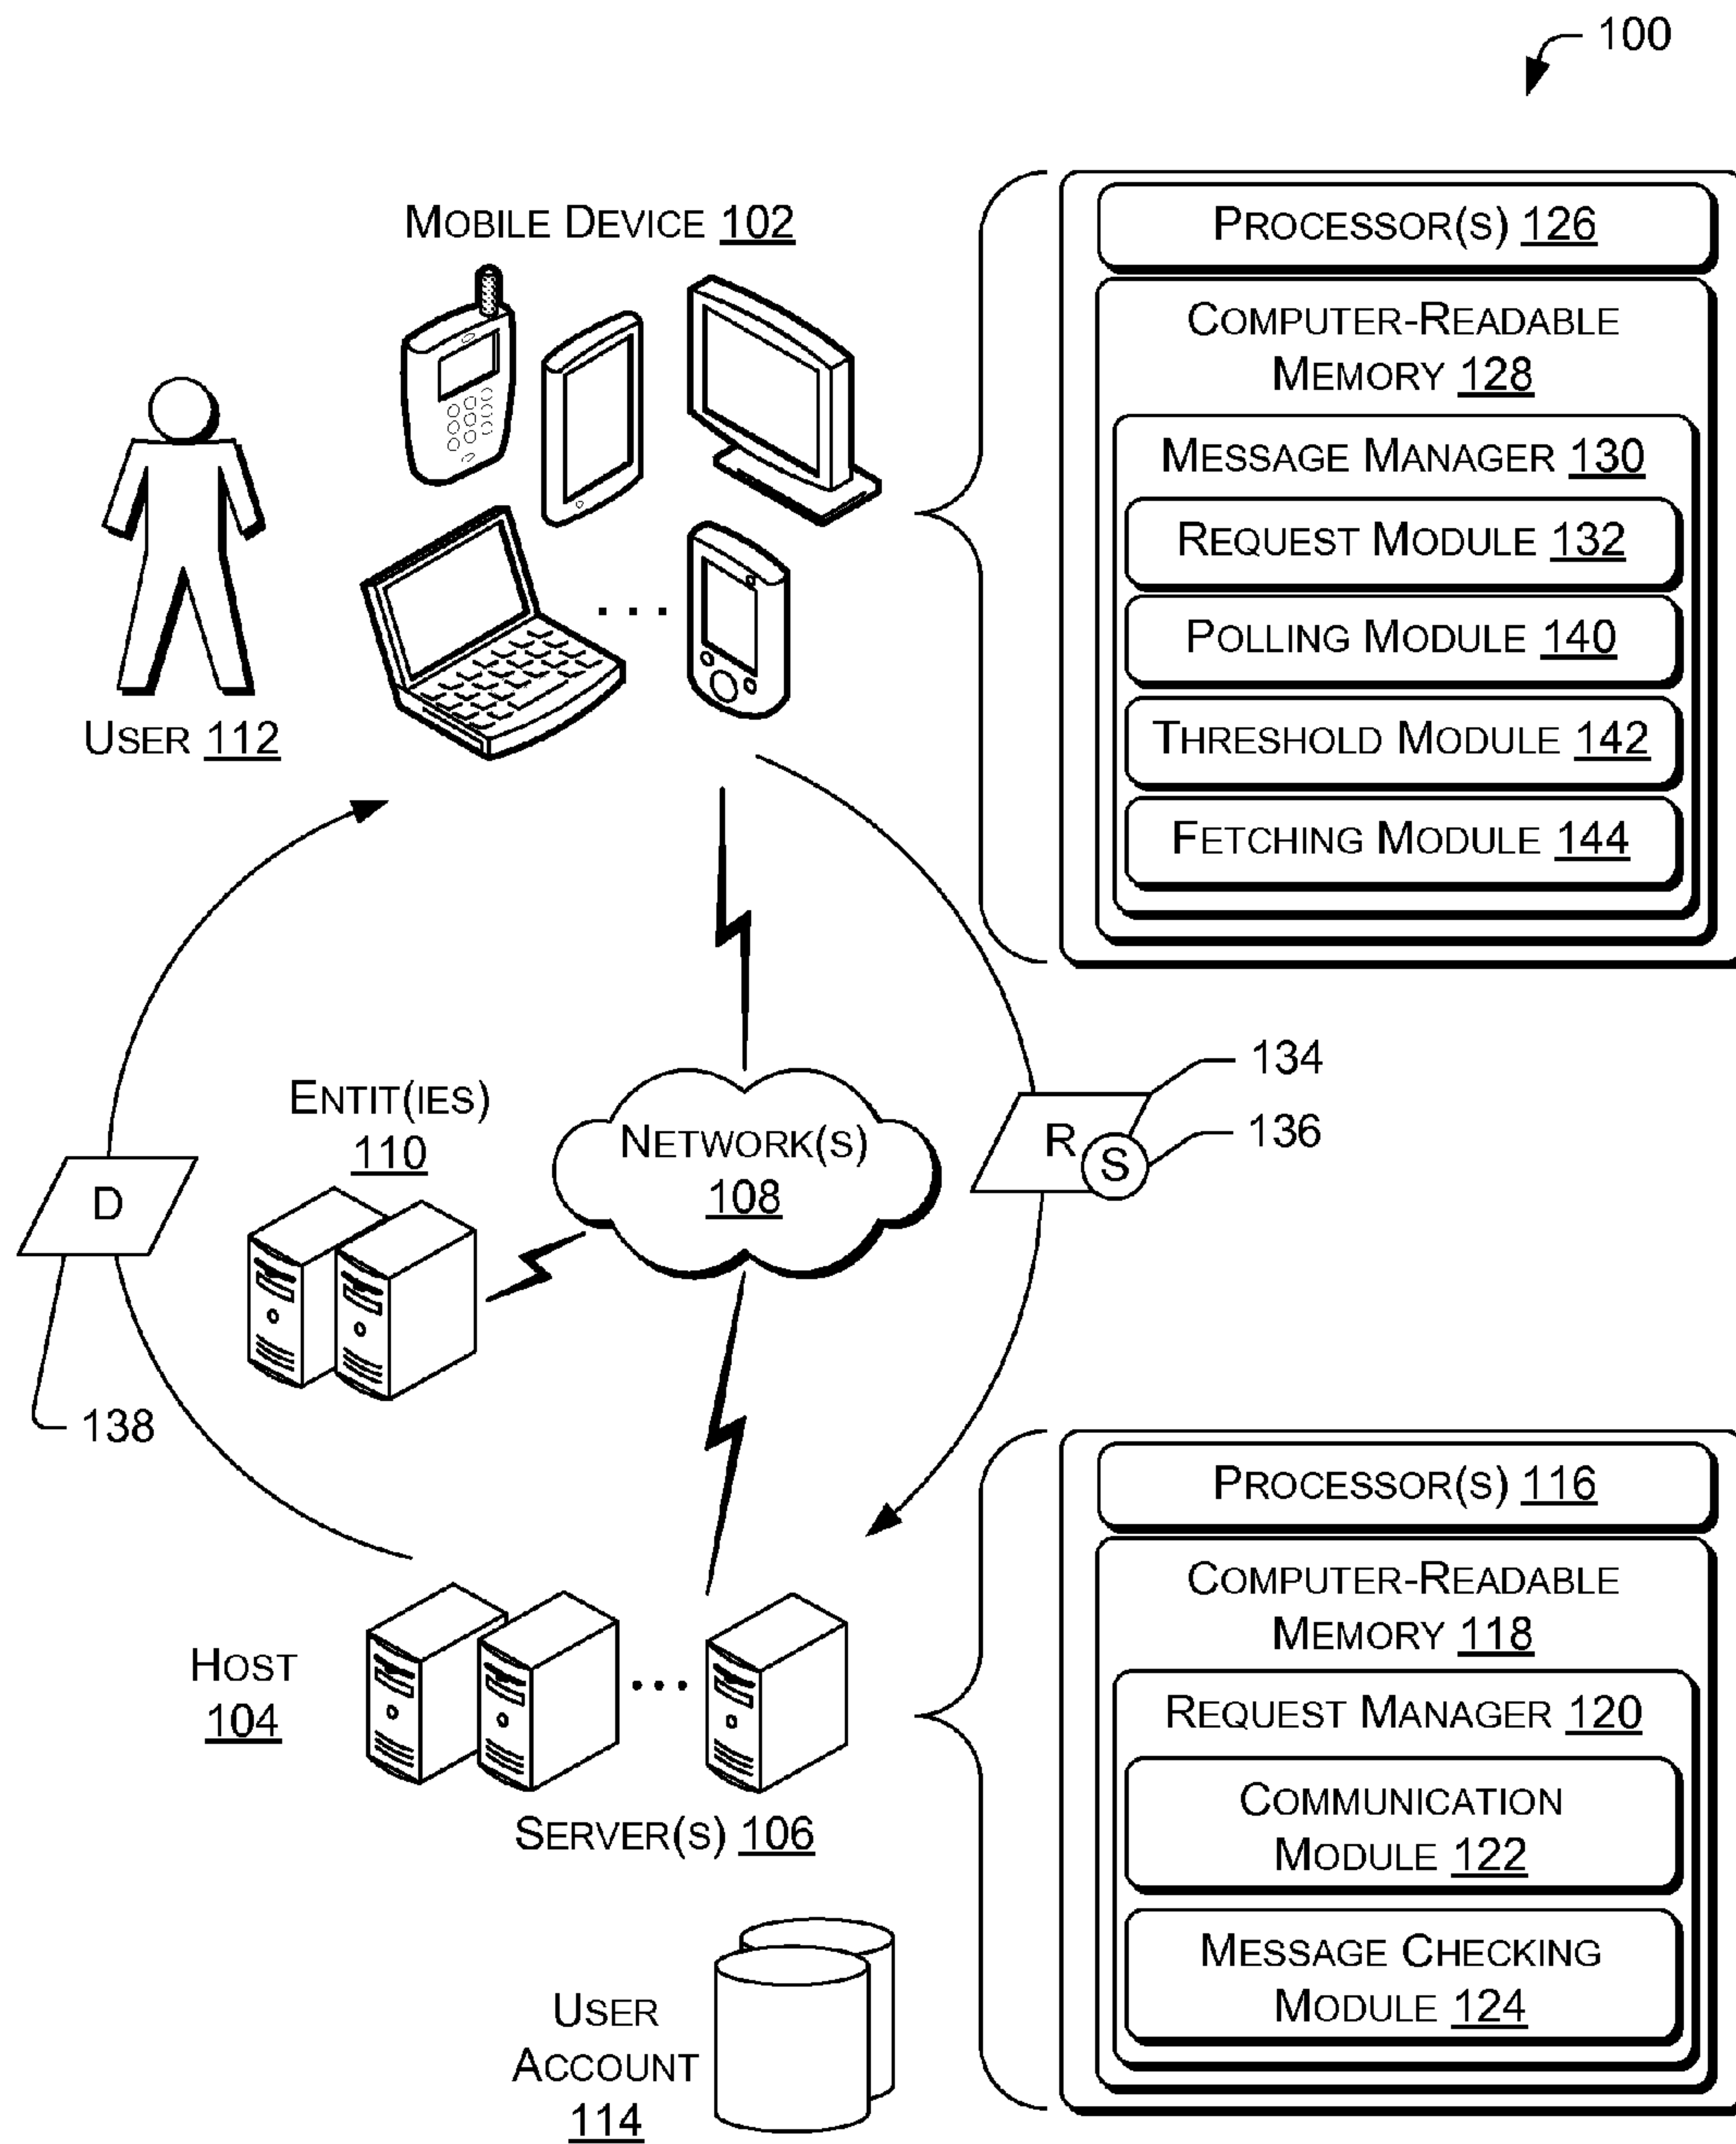 100
MOBILE DEVICE 102
USER 112
PROCESSOR(S) 126
COMPUTER-READABLE
MEMORY 128
MESSAGE MANAGER 130
REQUEST MODULE 132
POLLING MODULE 140
THRESHOLD MODULE 142
FETCHING MODULE 144
ENTIT(IES)
110
NETWORK(S)
108
134
R
S
136
D
138
HOST
104
SERVER(S) 106
USER
ACCOUNT
114
PROCESSOR(S) 116
COMPUTER-READABLE
MEMORY 118
REQUEST MANAGER 120
COMMUNICATION
MODULE 122
MESSAGE CHECKING
MODULE 124